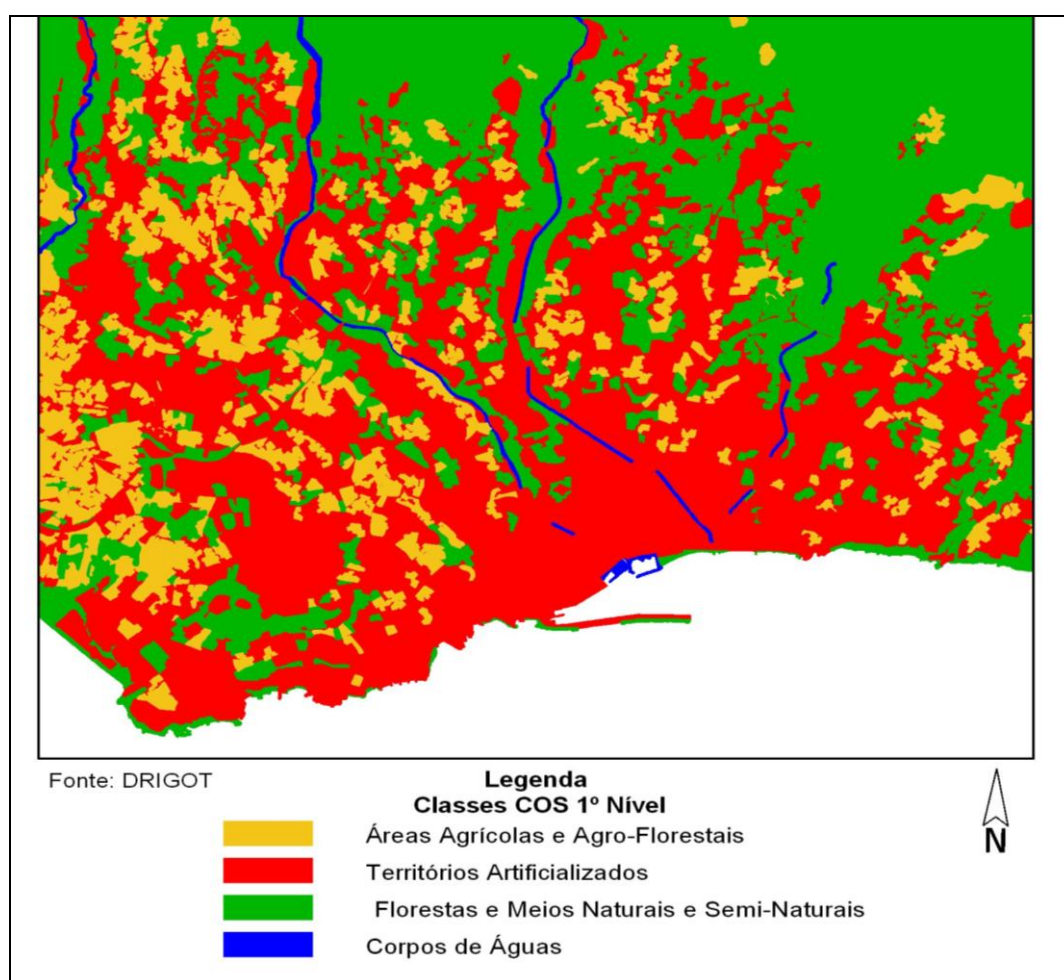 Fonte: DRIGOT
Legenda
Classes COS 1º Nível
Áreas Agrícolas e Agro-Florestais
Territórios Artificializados
Florestas e Meios Naturais e Semi-Naturais
Corpos de Águas
N